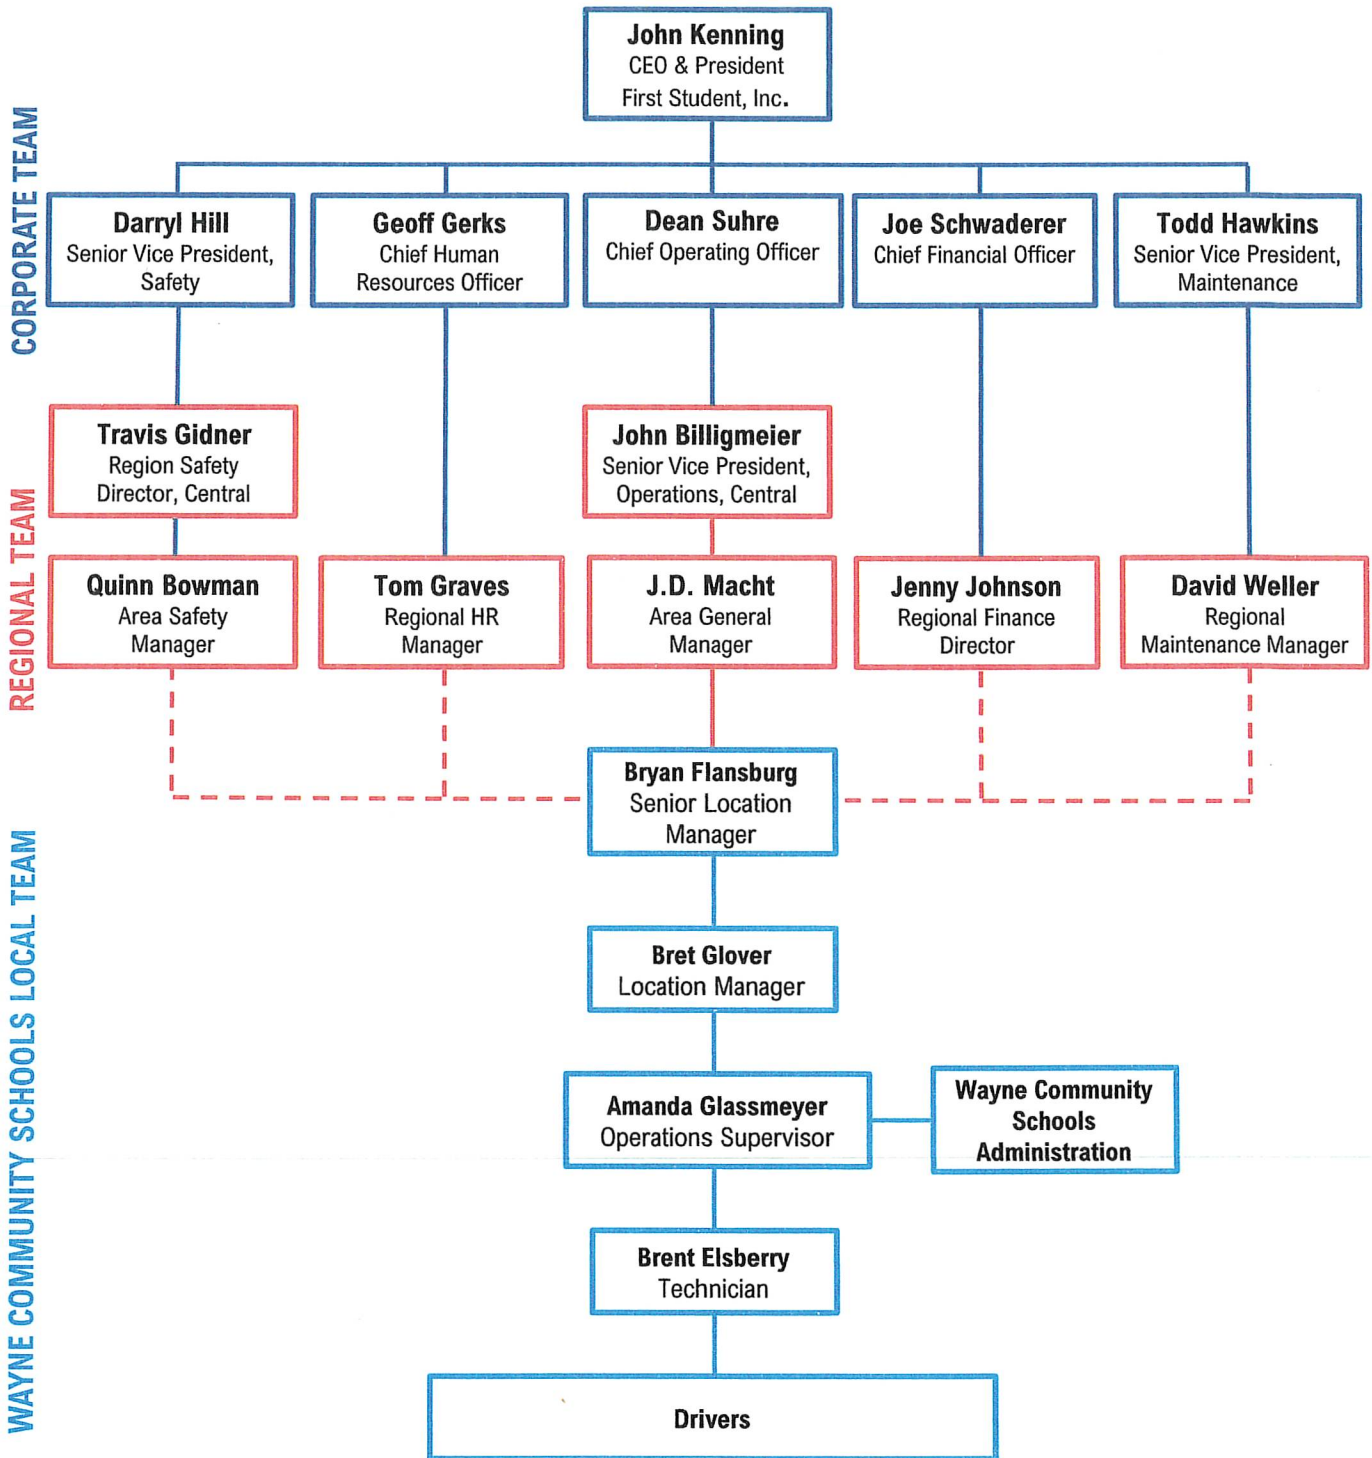 John Kenning
CEO & President
First Student, Inc.
CORPORATE TEAM
Darryl Hill
Senior Vice President,
Safety
Geoff Gerks
Chief Human
Resources Officer
Dean Suhre
Chief Operating Officer
Joe Schwaderer
Chief Financial Officer
Todd Hawkins
Senior Vice President,
Maintenance
REGIONAL TEAM
Travis Gidner
Region Safety
Director, Central
John Billigmeier
Senior Vice President,
Operations, Central
Quinn Bowman
Area Safety
Manager
Tom Graves
Regional HR
Manager
J.D. Macht
Area General
Manager
Jenny Johnson
Regional Finance
Director
David Weller
Regional
Maintenance Manager
WAYNE COMMUNITY SCHOOLS LOCAL TEAM
Bryan Flansburg
Senior Location
Manager
Bret Glover
Location Manager
Amanda Glassmeyer
Operations Supervisor
Wayne Community
Schools
Administration
Brent Elsberry
Technician
Drivers